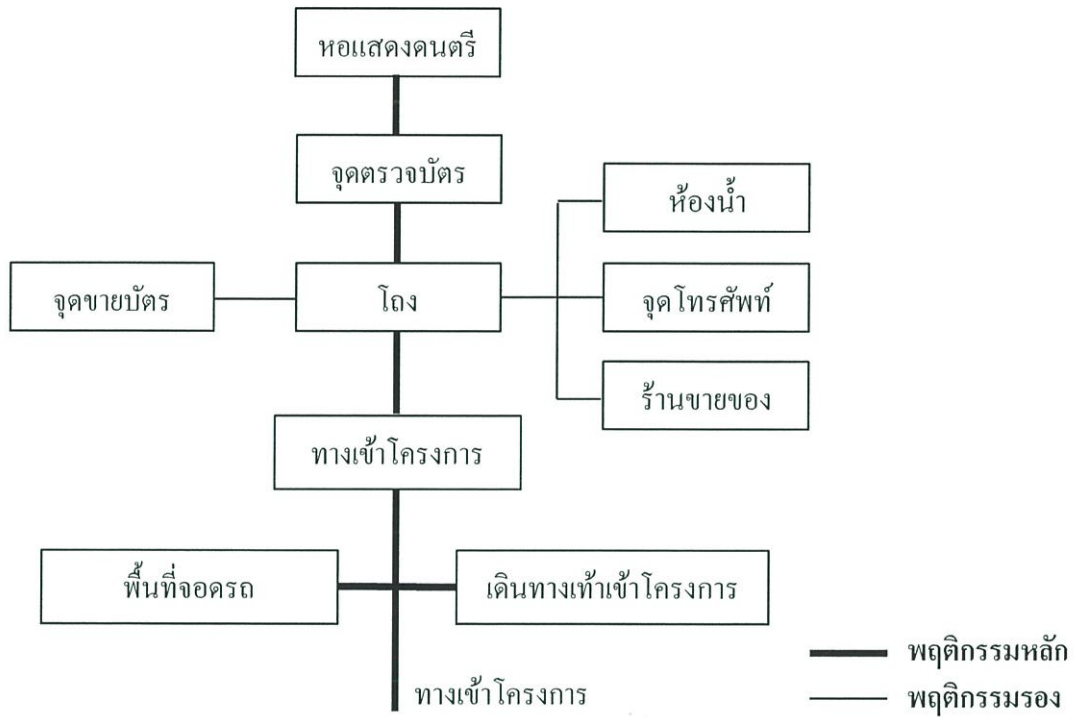 หอแสดงดนตรี
จุดตรวจบัตร
ห้องน้ำ
จุดขายบัตร
โถง
จุดโทรศัพท์
ร้านขายของ
ทางเข้าโครงการ
พื้นที่จอดรถ
เดินทางเท้าเข้าโครงการ
พฤติกรรมหลัก
ทางเข้าโครงการ
พฤติกรรมรอง